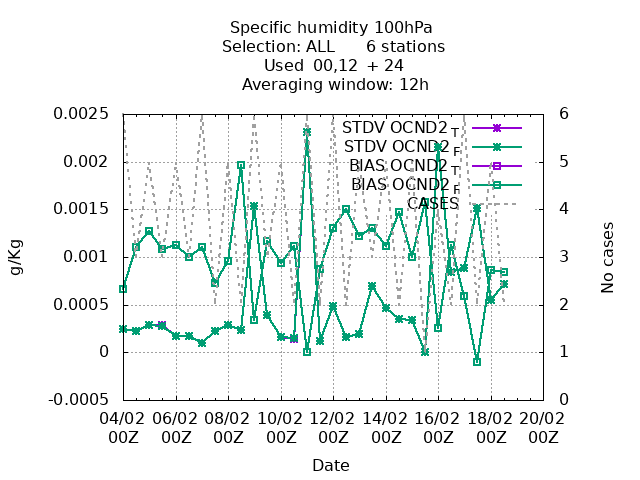 Specific humidity 100hPa
Selection: ALL 6 stations
Used 00,12 + 24
Averaging window: 12h
0.0025
0.002
0.0015
0.001
0.0005
0
-0.0005
g/Kg
6
5
4
3
2
1
0
No cases
STDV OCND2 T
STDV OCND2 F
BIAS OCND2 T
BIAS OCND2 F
CASES
04/02 06/02 08/02 10/02 12/02 14/02 16/02 18/02 20/02
00Z 00Z 00Z 00Z 00Z 00Z 00Z 00Z 00Z
Date